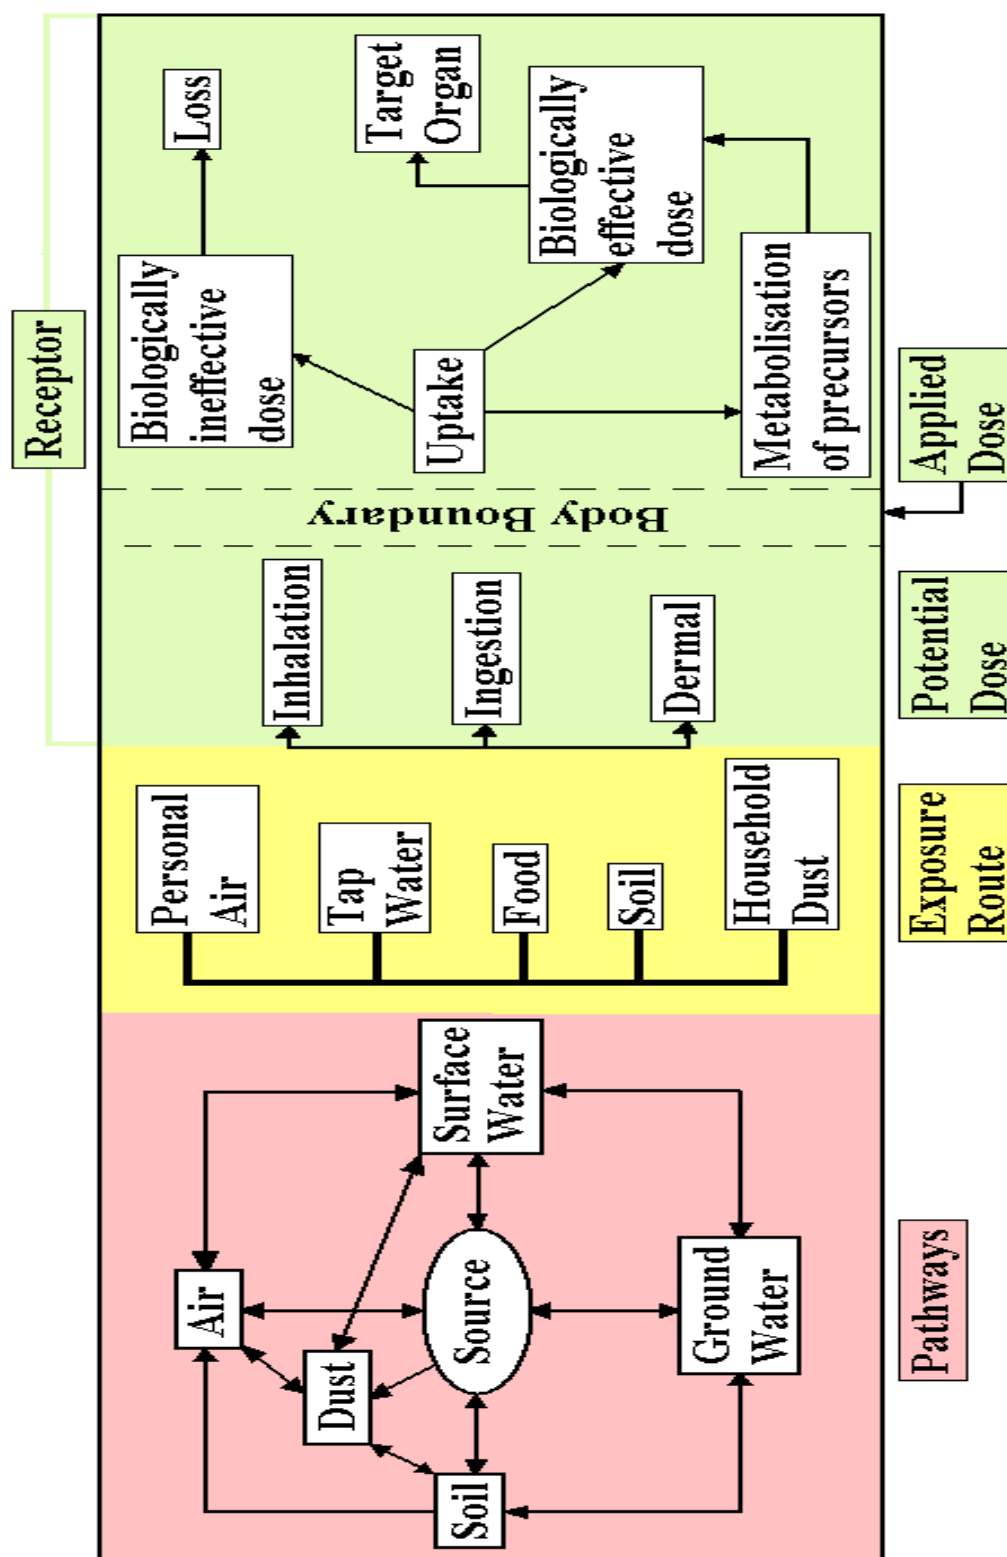 Receptor
Air
Dust
Soil
Source
Surface
Water
Ground
Water
Personal
Air
Tap
Water
Food
Soil
Household
Dust
Inhalation
Ingestion
Dermal
Body Boundary
Biologically
ineffective
dose
Loss
Uptake
Target
Organ
Biologically
effective
dose
Metabolisation
of precursors
Pathways
Exposure
Route
Potential
Dose
Applied
Dose